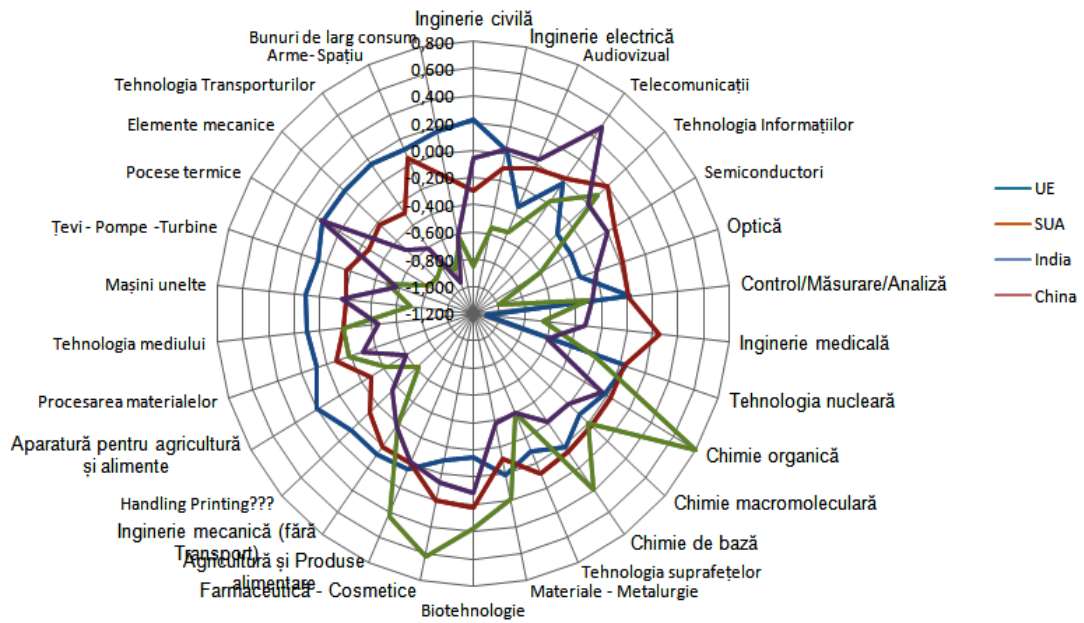 Inginerie civilă
Bunuri de larg consum
Inginerie electrică
Arme- Spațiu
Audiovizual
Tehnologia Transporturilor
Telecomunicații
Elemente mecanice
Tehnologia Informațiilor
Pocese termice
Semiconductori
Țevi - Pompe -Turbine
Optică
Mașini unelte
Control/Măsurare/Analiză
Tehnologia mediului
Inginerie medicală
Procesarea materialelor
Tehnologia nucleară
Aparatură pentru agricultură
și alimente
Chimie organică
Handling Printing???
Chimie macromoleculară
Inginerie mecanică (fără
Transport)
Chimie de bază
Agricultură și Produse
alimentare
Tehnologia suprafețelor
Farmaceutică - Cosmetice
Materiale - Metalurgie
Biotehnologie
0,800
0,600
0,400
0,200
0,000
-0,200
-0,400
-0,600
-0,800
-1,000
-1,200
UE
SUA
India
China